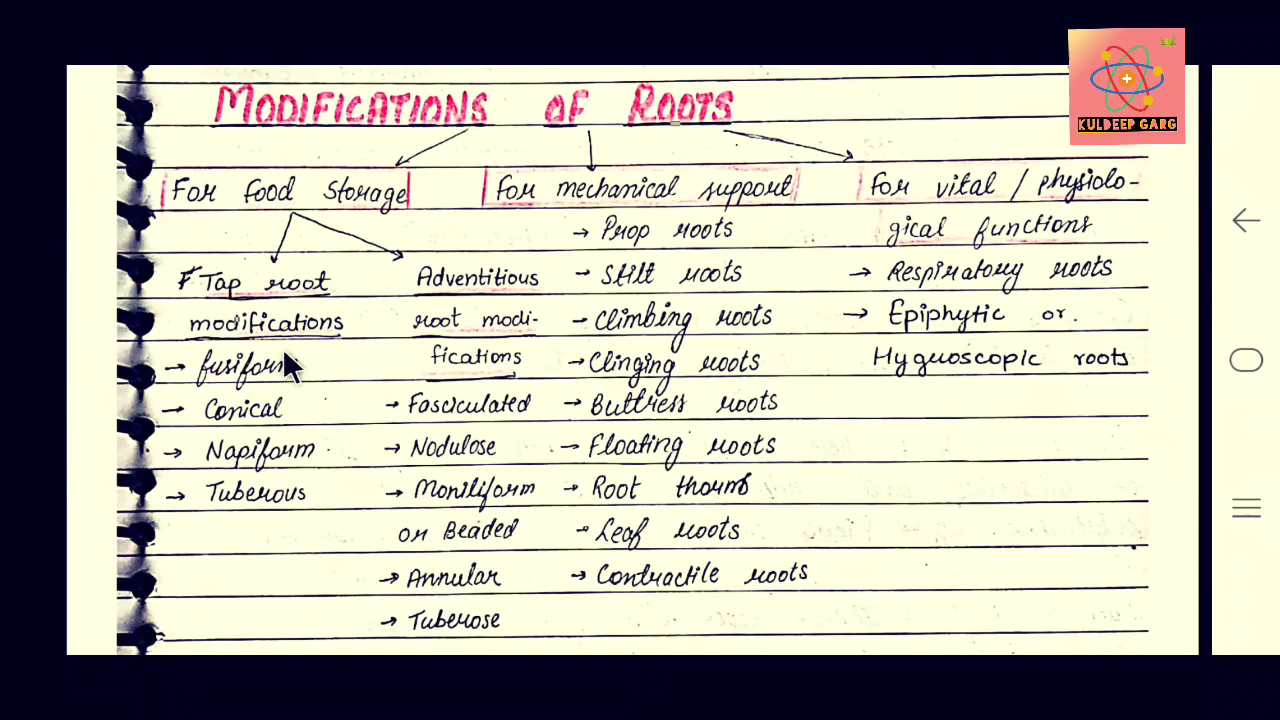 MODIFICATIONS OF ROOTS
KULDEEP GARG
For food storage
For mechanical support
For vital / physiolo-
gical functions
Tap root
modifications
→ fusiform
→ Conical
→ Napiform
→ Tuberous
Adventitious
root modi-
fications
→ Fasciculated
→ Nodulose
→ Moniliform
or Beaded
→ Annular
→ Tuberose
→ Prop roots
→ Stilt roots
→ Climbing roots
→ Clinging roots
→ Buttress roots
→ Floating roots
→ Root thorns
→ Leaf roots
→ Contractile roots
→ Respiratory roots
→ Epiphytic or.
Hygroscopic roots